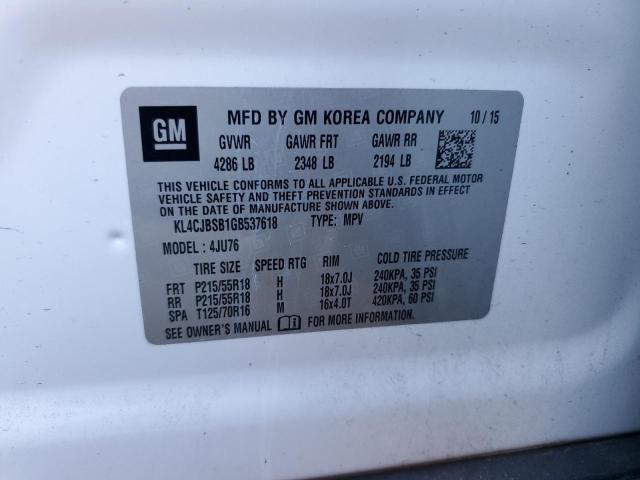 GM
MFD BY GM KOREA COMPANY 10 / 15
GVWR GAWR FRT GAWR RR
4286 LB 2348 LB 2194 LB
THIS VEHICLE CONFORMS TO ALL APPLICABLE U.S. FEDERAL MOTOR
VEHICLE SAFETY AND THEFT PREVENTION STANDARDS IN EFFECT
ON THE DATE OF MANUFACTURE SHOWN ABOVE.
KL4CJBSB1GB537618 TYPE: MPV
MODEL : 4JU76
TIRE SIZE SPEED RTG RIM COLD TIRE PRESSURE
FRT P215/55R18 H 18x7.0J 240KPA, 35 PSI
RR P215/55R18 H 18x7.0J 240KPA, 35 PSI
SPA T125/70R16 M 16x4.0T 420KPA, 60 PSI
SEE OWNER'S MANUAL FOR MORE INFORMATION.